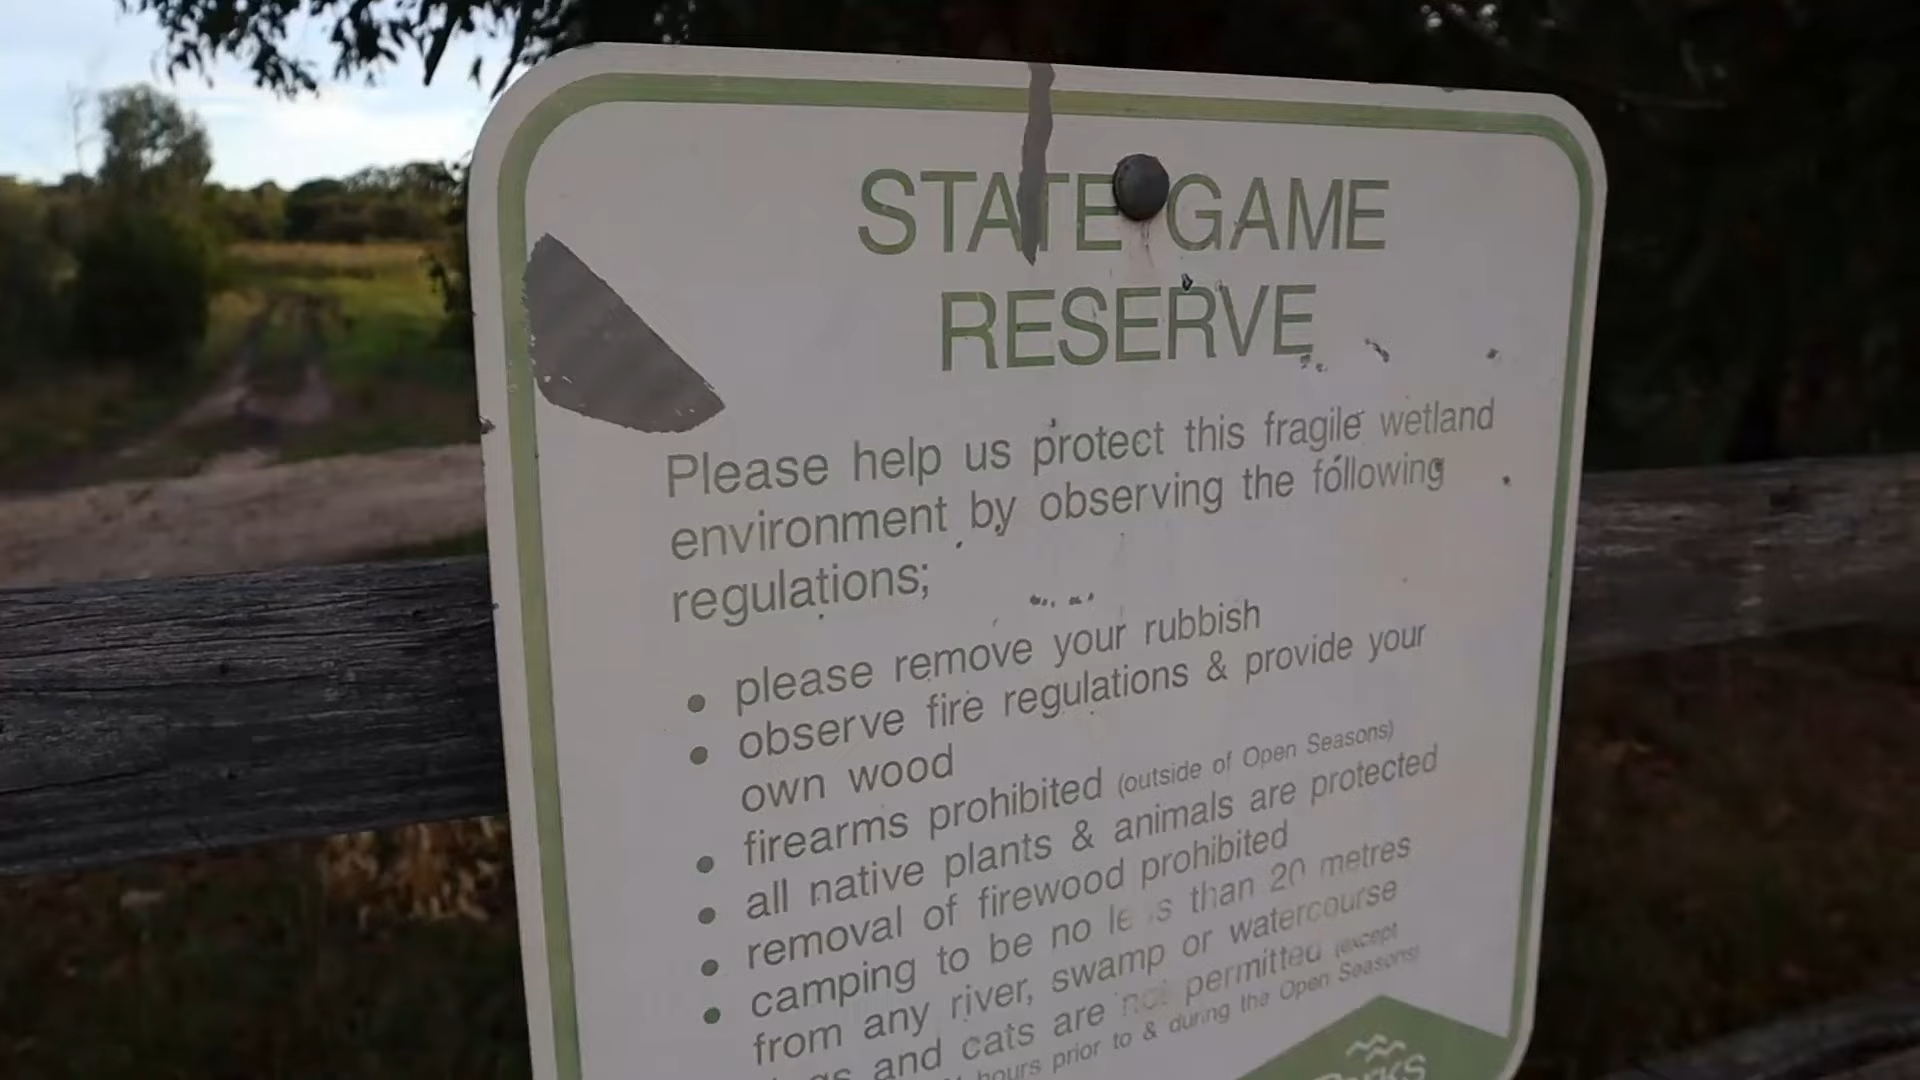 STATE GAME
RESERVE
Please help us protect this fragile wetland
environment by observing the following
regulations;
• please remove your rubbish
• observe fire regulations & provide your
own wood
• firearms prohibited (outside of Open Seasons)
• all native plants & animals are protected
• removal of firewood prohibited
• camping to be no less than 20 metres
from any river, swamp or watercourse
and cats are not permitted (except
hours prior to & during the Open Seasons)
Parks